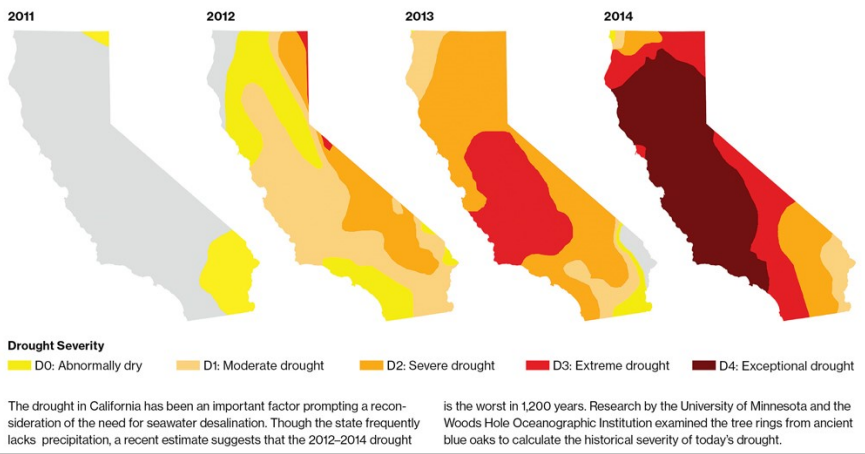 2011
2012
2013
2014
Drought Severity
D0: Abnormally dry
D1: Moderate drought
D2: Severe drought
D3: Extreme drought
D4: Exceptional drought
The drought in California has been an important factor prompting a recon-
sideration of the need for seawater desalination. Though the state frequently
lacks precipitation, a recent estimate suggests that the 2012–2014 drought
is the worst in 1,200 years. Research by the University of Minnesota and the
Woods Hole Oceanographic Institution examined the tree rings from ancient
blue oaks to calculate the historical severity of today’s drought.